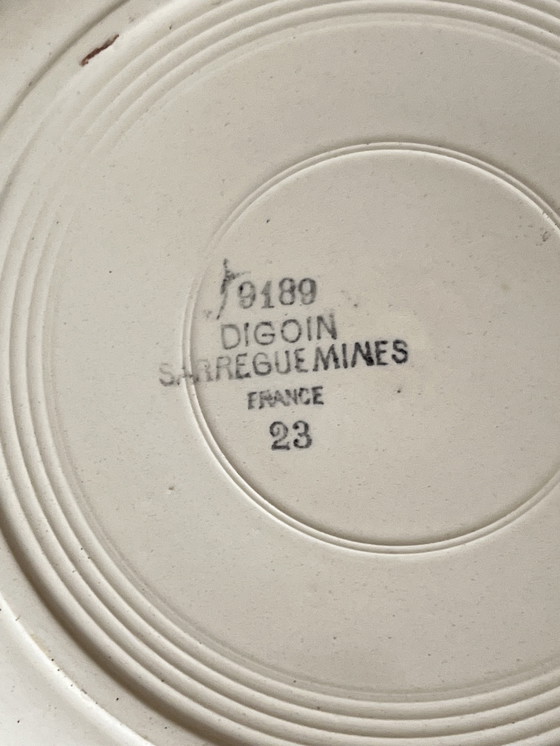 9189
DIGOIN
SARREGUEMINES
FRANCE
23